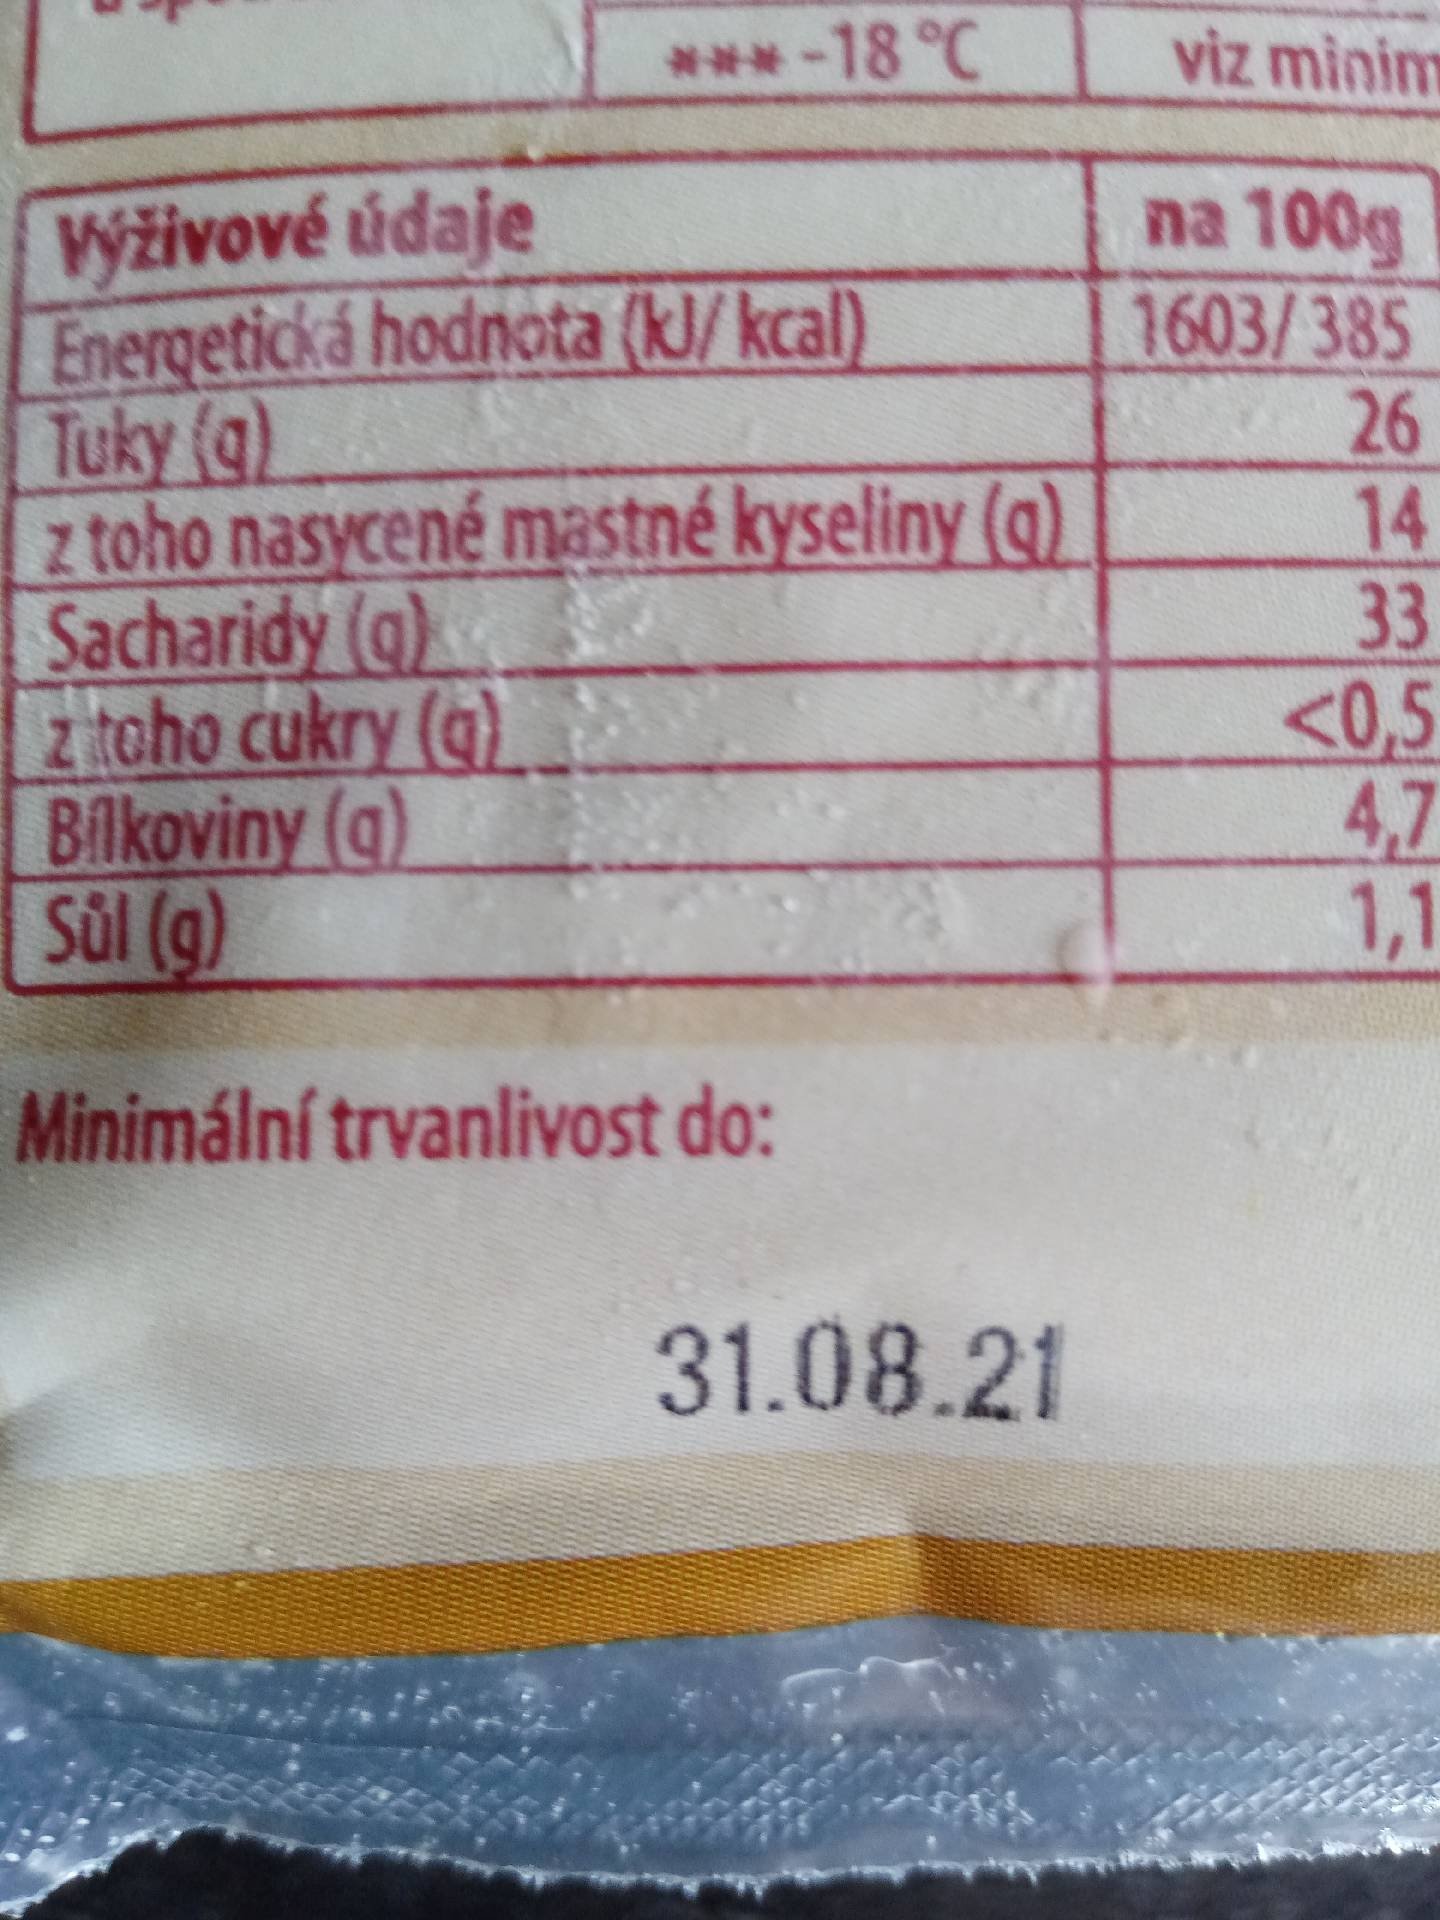 *** -18 °C
viz minim
Výživové údaje na 100g
Energetická hodnota (kJ/ kcal) 1603/ 385
Tuky (g) 26
z toho nasycené mastné kyseliny (g) 14
Sacharidy (g) 33
z toho cukry (g) <0,5
Bílkoviny (g) 4,7
Sůl (g) 1,1
Minimální trvanlivost do:
31.08.21